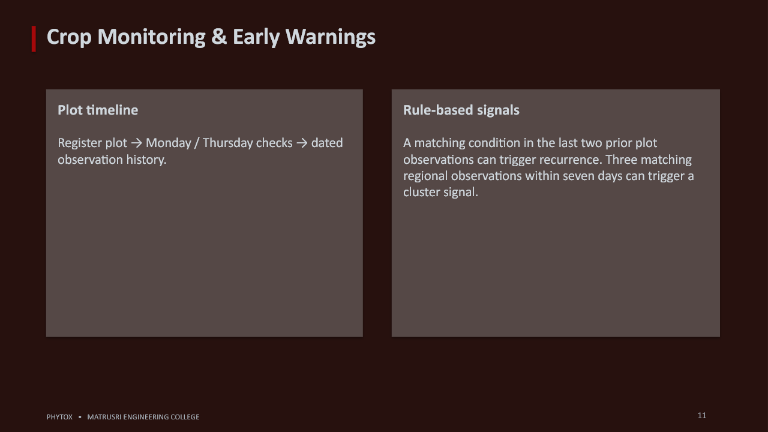 Crop Monitoring & Early Warnings
Plot timeline
Register plot → Monday / Thursday checks → dated
observation history.
Rule-based signals
A matching condition in the last two prior plot
observations can trigger recurrence. Three matching
regional observations within seven days can trigger a
cluster signal.
PHYTOX • MATRUSRI ENGINEERING COLLEGE
11